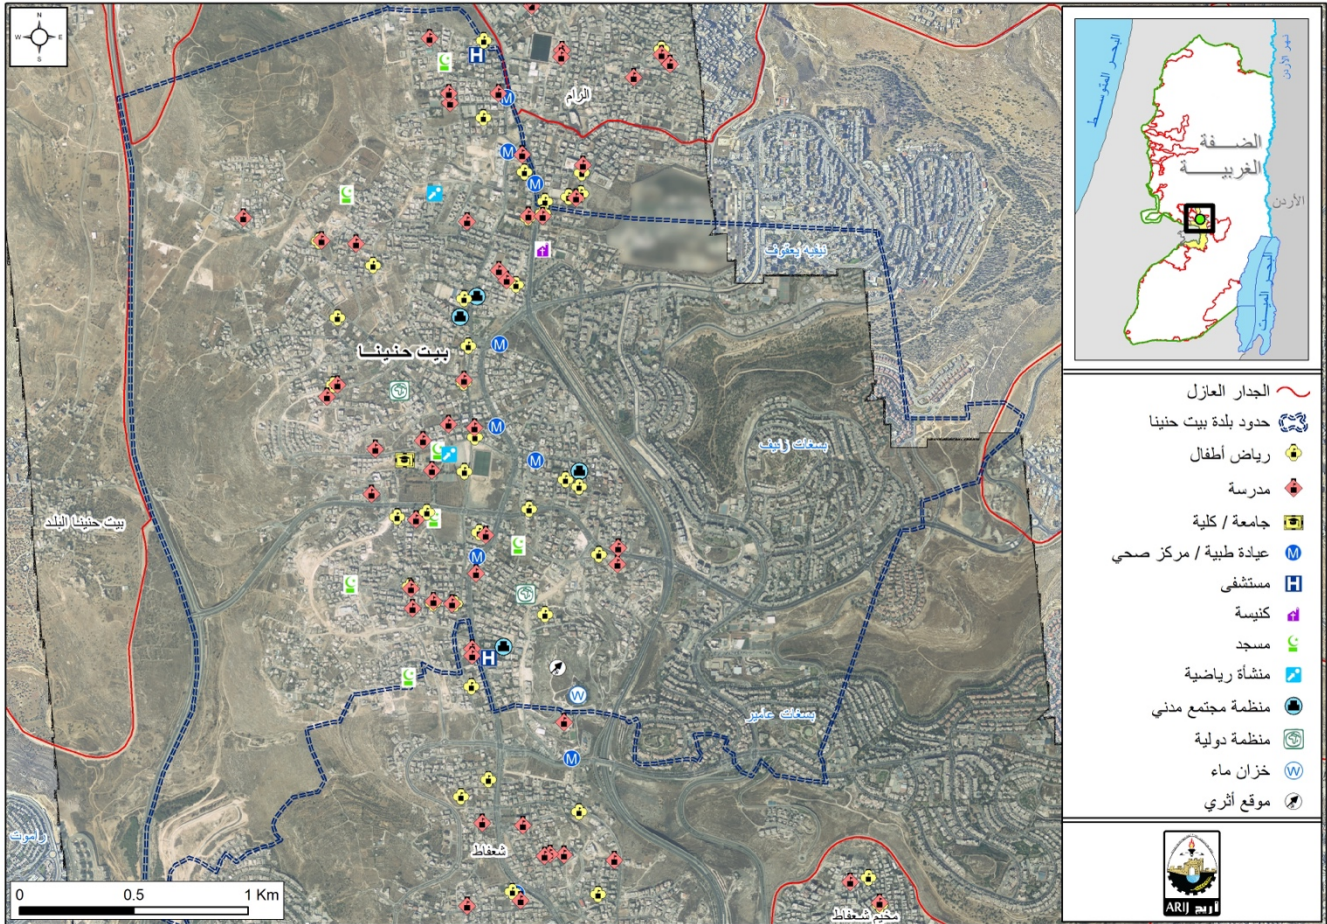 N
W E
S
الرام
نيفيه يعقوف
بيت حنينا
بسغات زئيف
بيت حنينا البلد
بسغات عامير
راموت
شعفاط
مخيم شعفاط
0 0.5 1 Km
البحر المتوسط
نهر الأردن
الضفة
الغربية
الأردن
البحر الميت
الجدار العازل
حدود بلدة بيت حنينا
رياض أطفال
مدرسة
جامعة / كلية
M عيادة طبية / مركز صحي
H مستشفى
كنيسة
مسجد
منشأة رياضية
منظمة مجتمع مدني
منظمة دولية
W خزان ماء
موقع أثري
ARIJ أريج